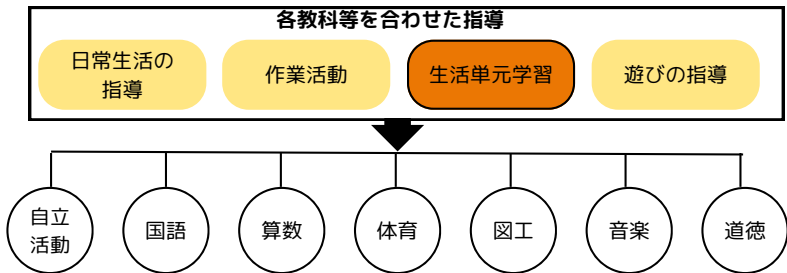 各教科等を合わせた指導
日常生活の
指導
作業活動
生活単元学習
遊びの指導
自立
活動
国語
算数
体育
図工
音楽
道徳